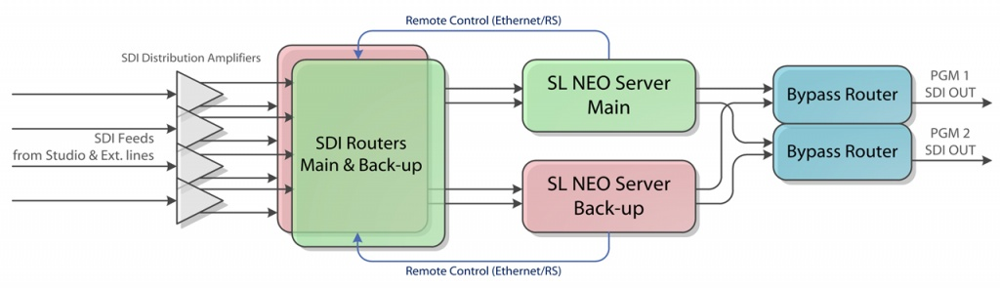 Remote Control (Ethernet/RS)
SDI Distribution Amplifiers
SDI Feeds
from Studio & Ext. lines
SDI Routers
Main & Back-up
SL NEO Server
Main
SL NEO Server
Back-up
Bypass Router
Bypass Router
PGM 1
SDI OUT
PGM 2
SDI OUT
Remote Control (Ethernet/RS)